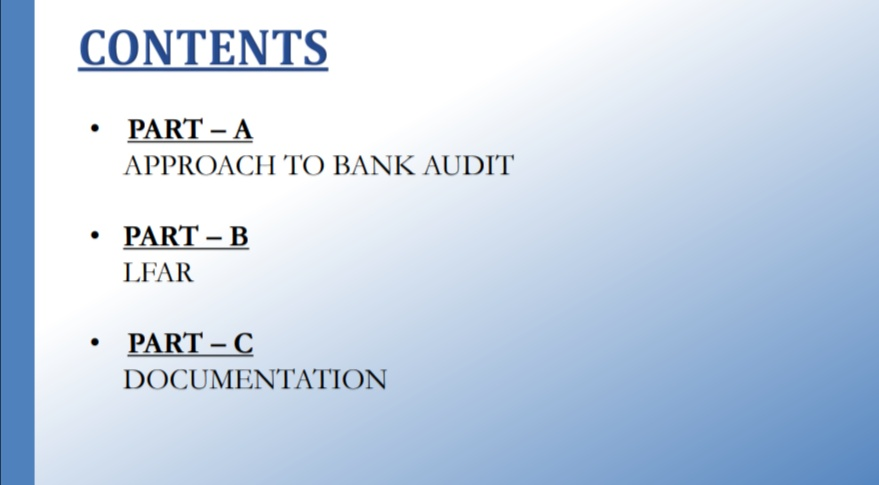 CONTENTS
• PART – A
APPROACH TO BANK AUDIT
• PART – B
LFAR
• PART – C
DOCUMENTATION